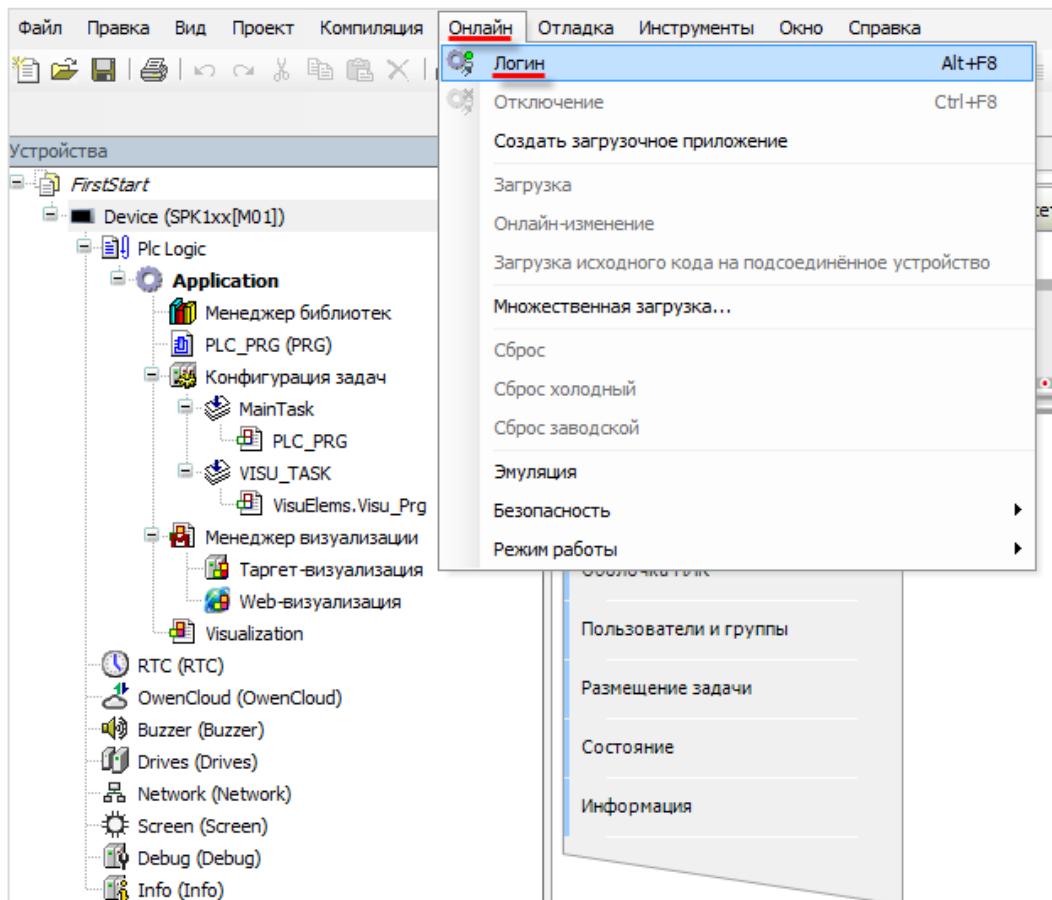 Файл Правка Вид Проект Компиляция Онлайн Отладка Инструменты Окно Справка
Логин Alt+F8
Отключение Ctrl+F8
Создать загрузочное приложение
Загрузка
Онлайн-изменение
Загрузка исходного кода на подсоединённое устройство
Множественная загрузка...
Сброс
Сброс холодный
Сброс заводской
Эмуляция
Безопасность
Режим работы
Устройства
FirstStart
Device (SPK1xx[M01])
Plc Logic
Application
Менеджер библиотек
PLC_PRG (PRG)
Конфигурация задач
MainTask
PLC_PRG
VISU_TASK
VisuElems.Visu_Prg
Менеджер визуализации
Таргет-визуализация
Web-визуализация
Visualization
RTC (RTC)
OwenCloud (OwenCloud)
Buzzer (Buzzer)
Drives (Drives)
Network (Network)
Screen (Screen)
Debug (Debug)
Info (Info)
Пользователи и группы
Размещение задачи
Состояние
Информация